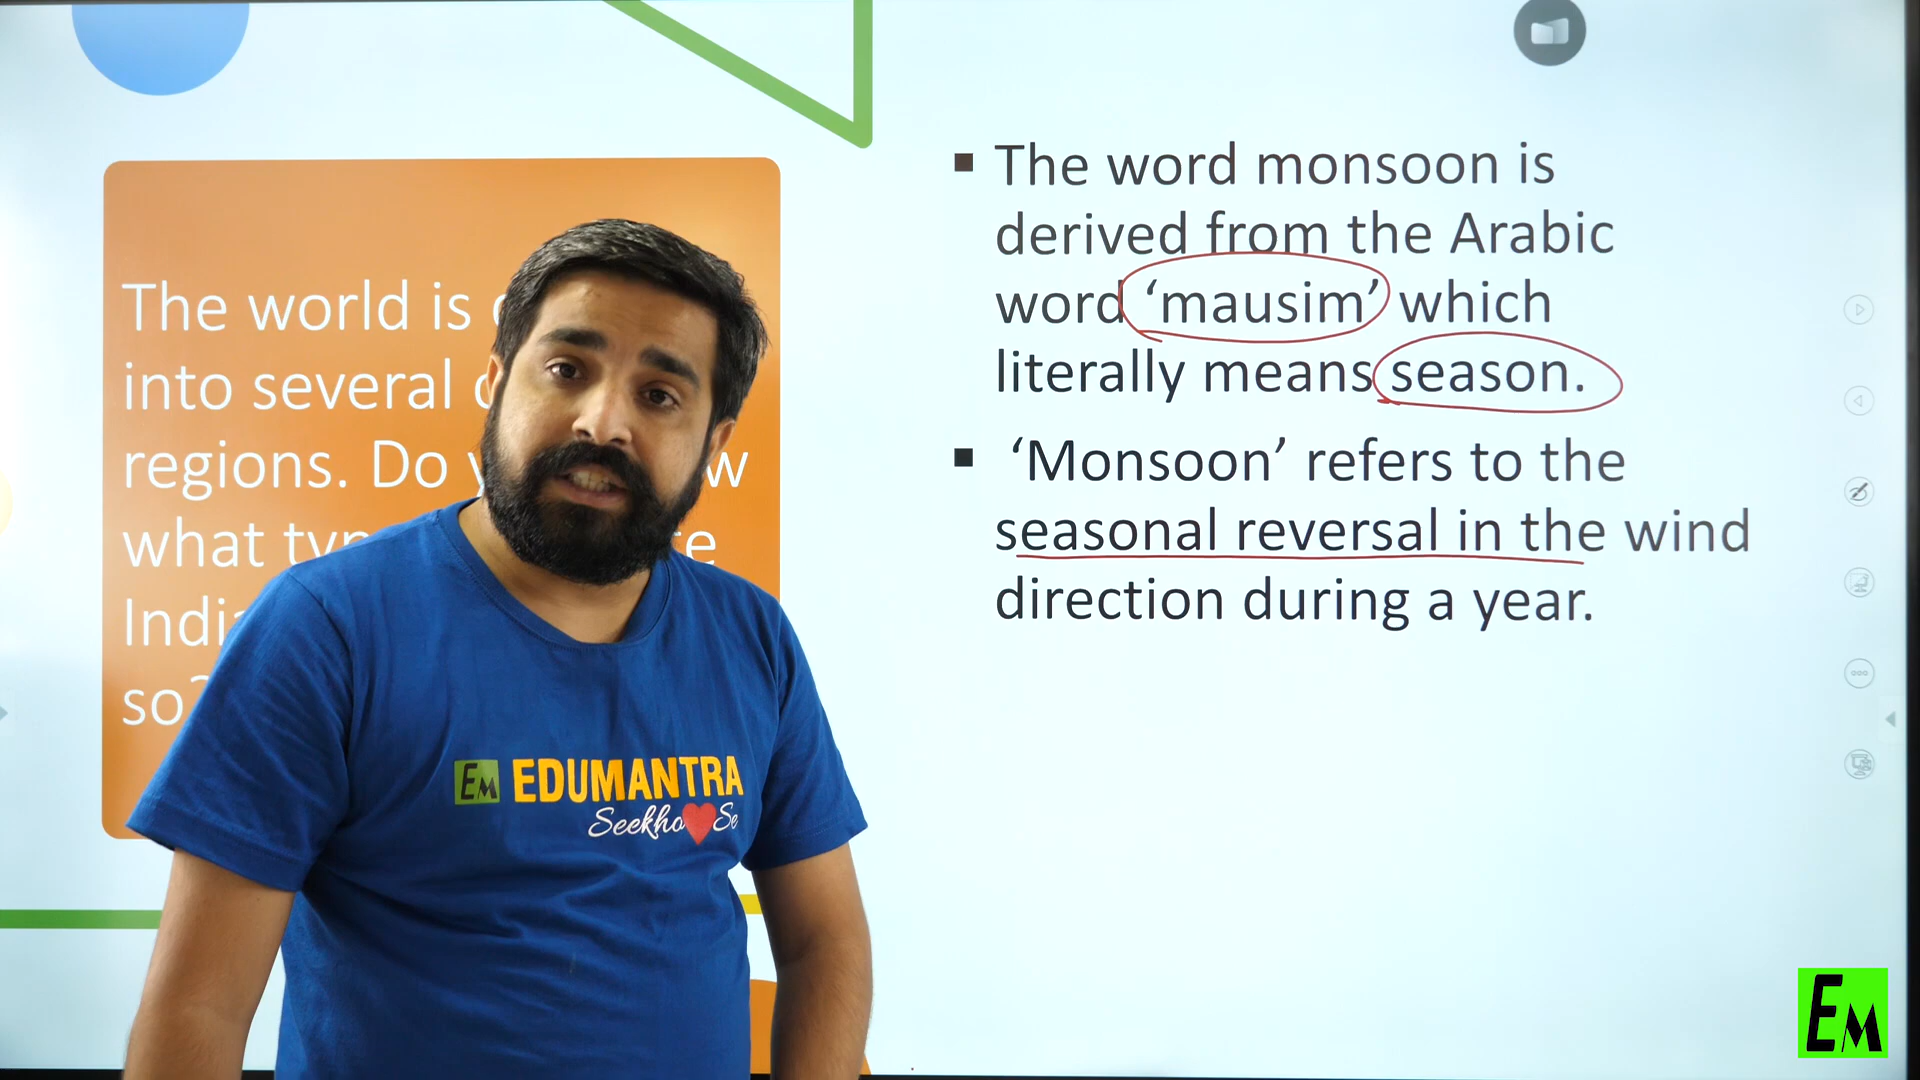 The world is
into several
regions. Do
what
so?
The word monsoon is
derived from the Arabic
word ‘mausim’ which
literally means season.
‘Monsoon’ refers to the
seasonal reversal in the wind
direction during a year.
EM EDUMANTRA
Seekho Se
EM